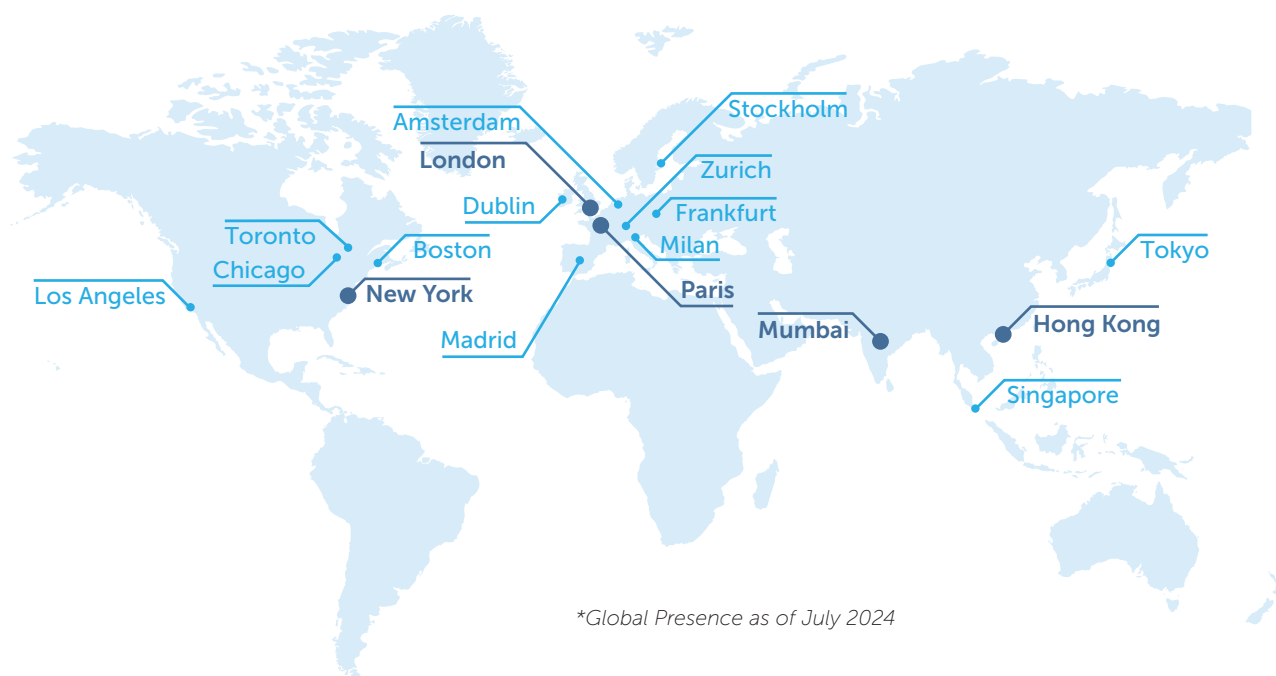 Stockholm
Amsterdam
London
Zurich
Dublin
Frankfurt
Toronto
Boston
Milan
Tokyo
Chicago
Los Angeles
New York
Paris
Mumbai
Hong Kong
Madrid
Singapore
*Global Presence as of July 2024